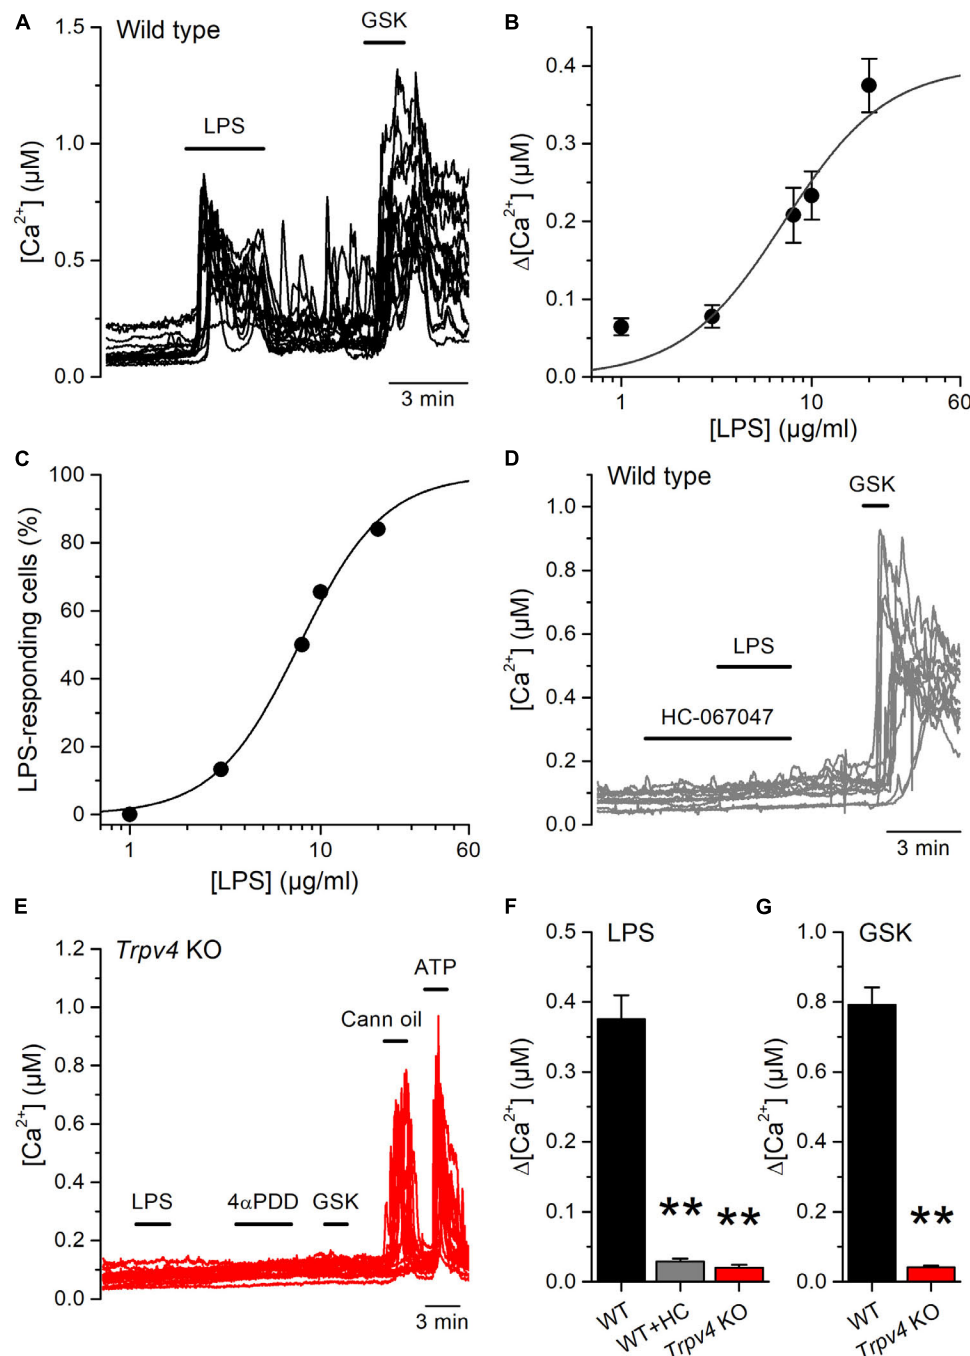 A
Wild type
GSK
LPS
[Ca2+] (µM)
1.5
1.0
0.5
0.0
3 min
B
Δ[Ca2+] (µM)
0.4
0.3
0.2
0.1
0.0
1
10
60
[LPS] (µg/ml)
C
LPS-responding cells (%)
100
80
60
40
20
0
1
10
60
[LPS] (µg/ml)
D
Wild type
GSK
LPS
HC-067047
[Ca2+] (µM)
1.0
0.8
0.6
0.4
0.2
0.0
3 min
E
Trpv4 KO
ATP
Cann oil
LPS
4αPDD
GSK
[Ca2+] (µM)
1.2
1.0
0.8
0.6
0.4
0.2
0.0
3 min
F
LPS
Δ[Ca2+] (µM)
0.5
0.4
0.3
0.2
0.1
0.0
**
**
WT
WT+HC
Trpv4 KO
G
GSK
Δ[Ca2+] (µM)
1.0
0.8
0.6
0.4
0.2
0.0
**
WT
Trpv4 KO